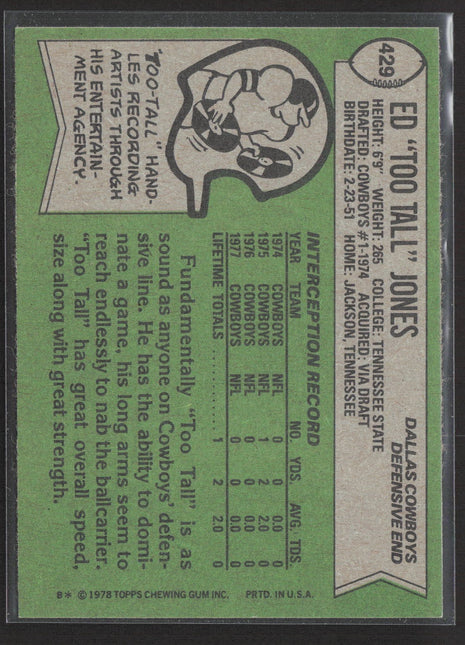 429
ED "TOO TALL" JONES
DALLAS COWBOYS
DEFENSIVE END
HEIGHT: 6'9" WEIGHT: 265 COLLEGE: TENNESSEE STATE
DRAFTED: COWBOYS #1-1974 ACQUIRED: VIA DRAFT
BIRTHDATE: 2-23-51 HOME: JACKSON, TENNESSEE
"TOO-TALL" HAND-
LES RECORDING
ARTISTS THROUGH
HIS ENTERTAIN-
MENT AGENCY.
INTERCEPTION RECORD
YEAR TEAM NO. YDS. AVG. TDS.
1974 COWBOYS NFL 0 0 0.0 0
1975 COWBOYS NFL 1 2 2.0 0
1976 COWBOYS NFL 0 0 0.0 0
1977 COWBOYS NFL 0 0 0.0 0
LIFETIME TOTALS .......... 1 2 2.0 0
Fundamentally "Too Tall" is as
sound as anyone on Cowboys' defen-
sive line. He has the ability to domi-
nate a game, his long arms seem to
reach endlessly to nab the ballcarrier.
"Too Tall" has great overall speed,
size along with great strength.
B* © 1978 TOPPS CHEWING GUM INC. PRTD. IN U.S.A.